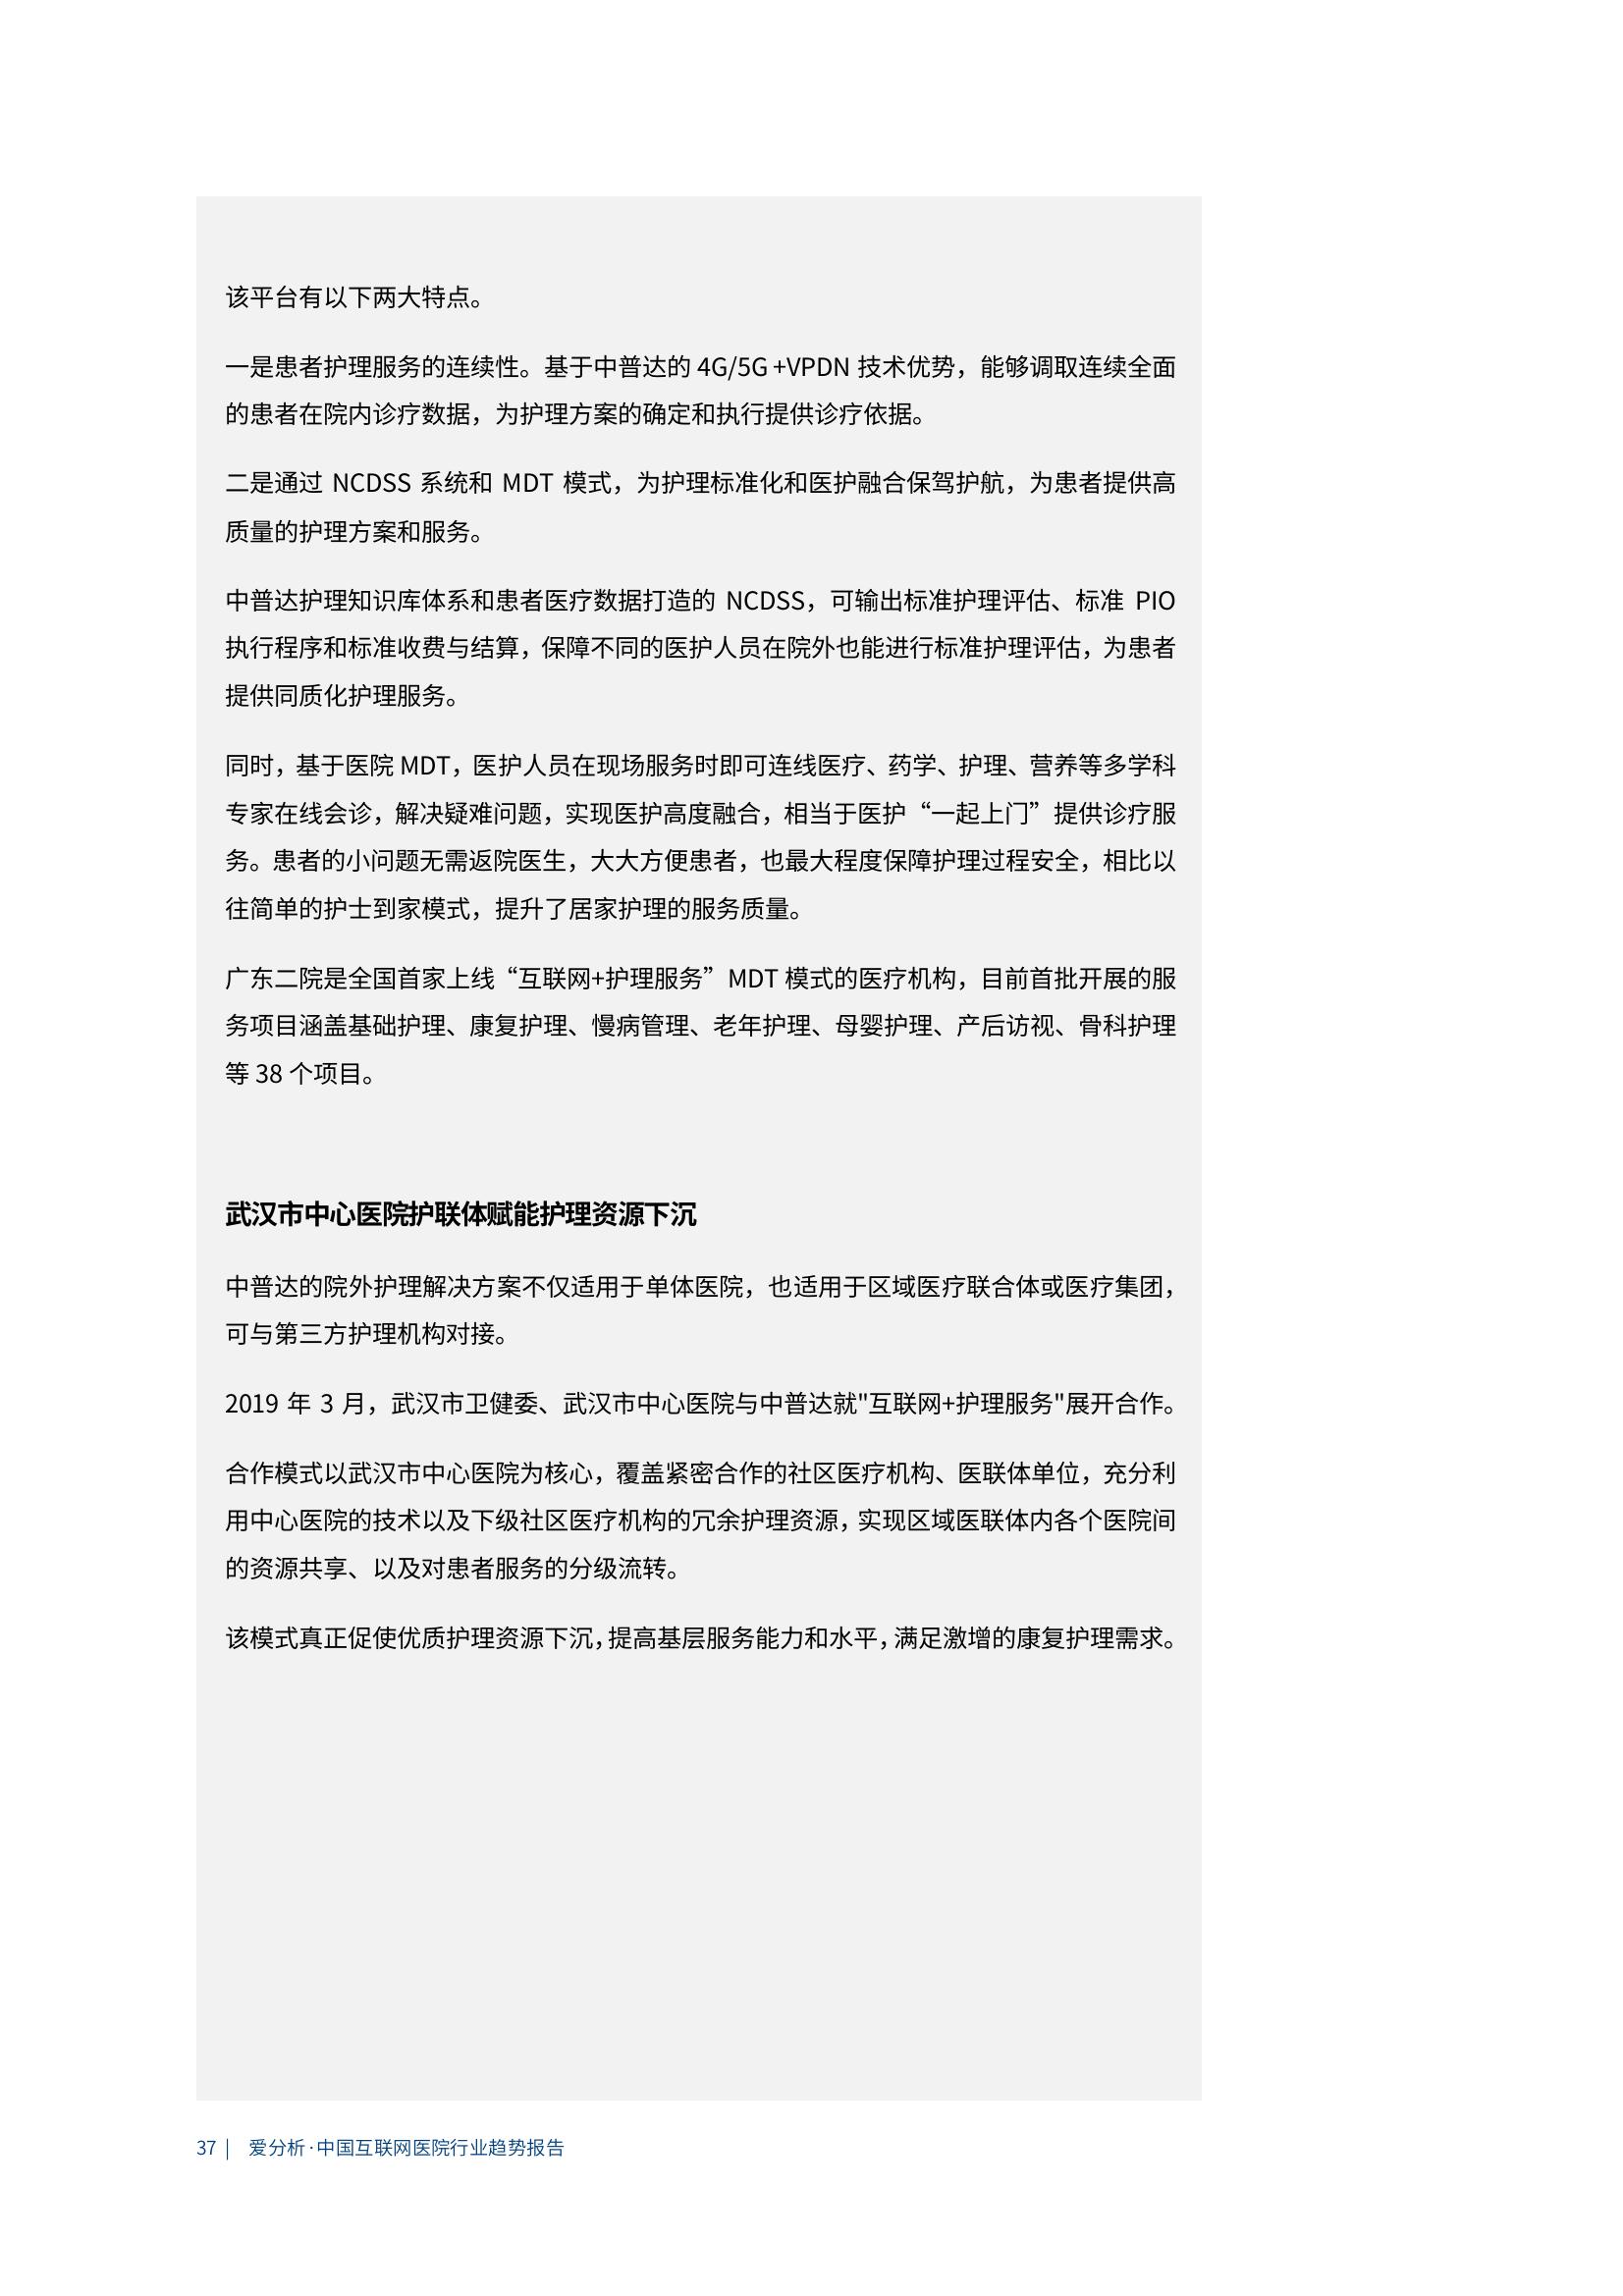 该平台有以下两大特点。
一是患者护理服务的连续性。基于中普达的 4G/5G +VPDN 技术优势，能够调取连续全面
的患者在院内诊疗数据，为护理方案的确定和执行提供诊疗依据。
二是通过 NCDSS 系统和 MDT 模式，为护理标准化和医护融合保驾护航，为患者提供高
质量的护理方案和服务。
中普达护理知识库体系和患者医疗数据打造的 NCDSS，可输出标准护理评估、标准 PIO
执行程序和标准收费与结算，保障不同的医护人员在院外也能进行标准护理评估，为患者
提供同质化护理服务。
同时，基于医院 MDT，医护人员在现场服务时即可连线医疗、药学、护理、营养等多学科
专家在线会诊，解决疑难问题，实现医护高度融合，相当于医护“一起上门”提供诊疗服
务。患者的小问题无需返院医生，大大方便患者，也最大程度保障护理过程安全，相比以
往简单的护士到家模式，提升了居家护理的服务质量。
广东二院是全国首家上线“互联网+护理服务”MDT 模式的医疗机构，目前首批开展的服
务项目涵盖基础护理、康复护理、慢病管理、老年护理、母婴护理、产后访视、骨科护理
等 38 个项目。
武汉市中心医院护联体赋能护理资源下沉
中普达的院外护理解决方案不仅适用于单体医院，也适用于区域医疗联合体或医疗集团，
可与第三方护理机构对接。
2019 年 3 月，武汉市卫健委、武汉市中心医院与中普达就"互联网+护理服务"展开合作。
合作模式以武汉市中心医院为核心，覆盖紧密合作的社区医疗机构、医联体单位，充分利
用中心医院的技术以及下级社区医疗机构的冗余护理资源，实现区域医联体内各个医院间
的资源共享、以及对患者服务的分级流转。
该模式真正促使优质护理资源下沉，提高基层服务能力和水平，满足激增的康复护理需求。
37 | 爱分析·中国互联网医院行业趋势报告